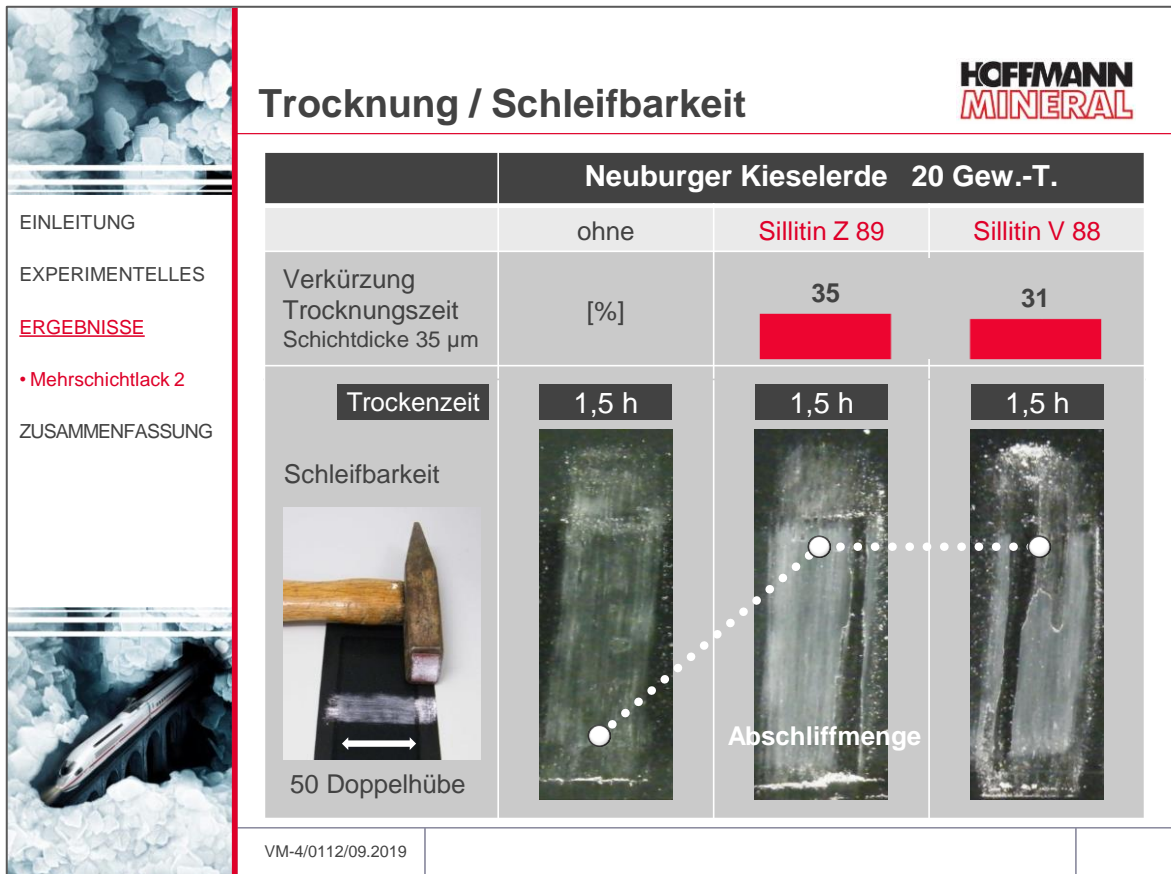 Trocknung / Schleifbarkeit
HOFFMANN
MINERAL
EINLEITUNG
EXPERIMENTELLES
ERGEBNISSE
• Mehrschichtlack 2
ZUSAMMENFASSUNG
Neuburger Kieselerde 20 Gew.-T.
ohne Sillitin Z 89 Sillitin V 88
Verkürzung
Trocknungszeit
Schichtdicke 35 µm
[%] 35 31
Trockenzeit 1,5 h 1,5 h 1,5 h
Schleifbarkeit
Abschliffmenge
50 Doppelhübe
VM-4/0112/09.2019